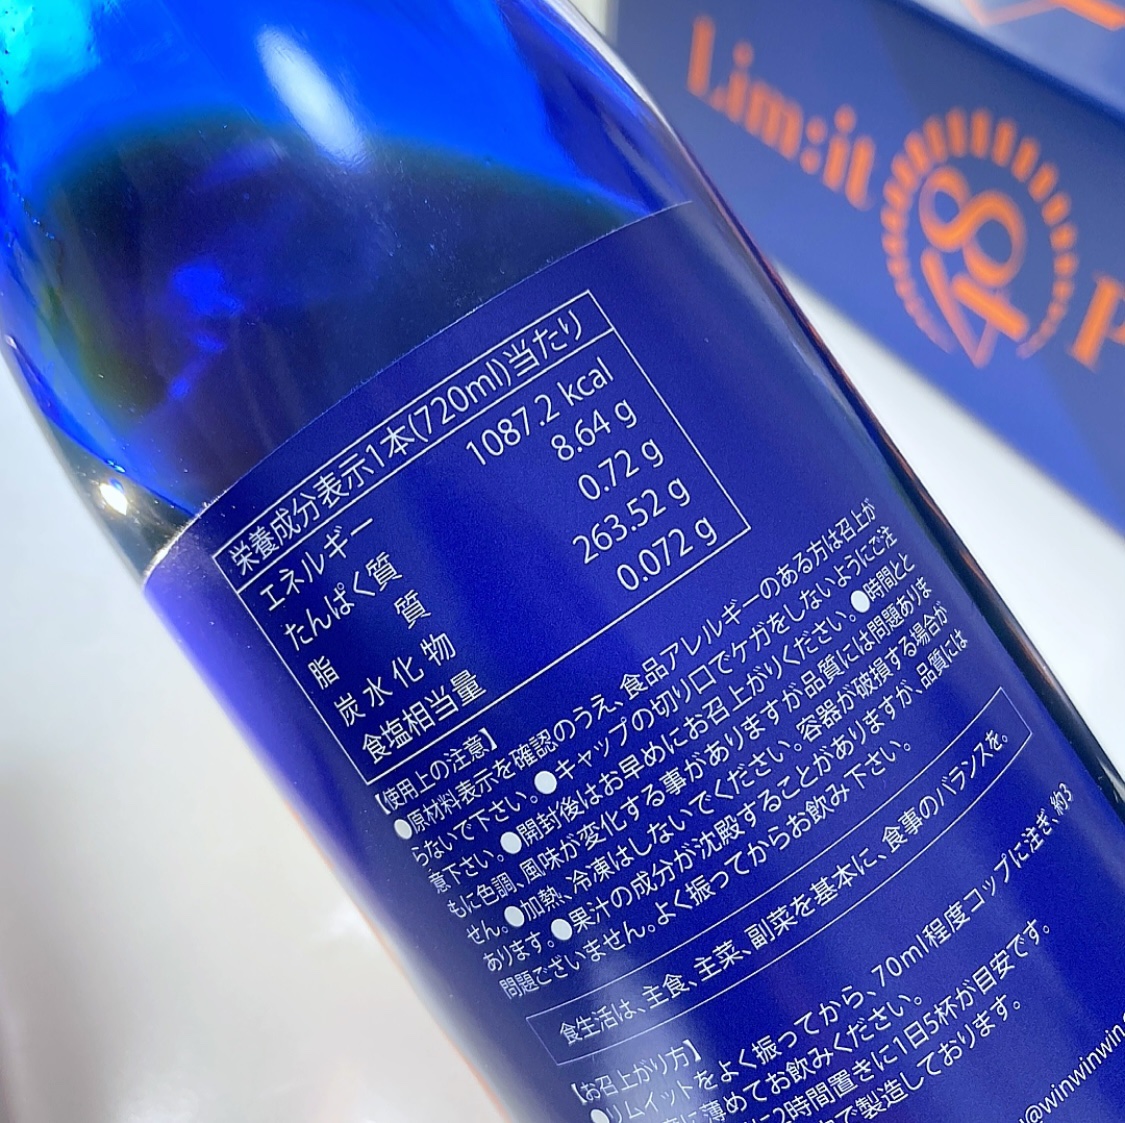 Lim:it
48
P
栄養成分表示1本(720ml)当たり
エネルギー 1087.2 kcal
たんぱく質 8.64 g
脂質 0.72 g
炭水化物 263.52 g
食塩相当量 0.072 g
【使用上の注意】
●原材料表示を確認のうえ、食品アレルギーのある方は召上が
らないで下さい。●キャップの切り口でケガをしないようにご注
意下さい。●開封後はお早めにお召上がりください。●時間とと
もに色調、風味が変化する事がありますが品質には問題ありま
せん。●加熱、冷凍はしないでください。容器が破損する場合が
あります。●果汁の成分が沈殿することがありますが、品質には
問題ございません。よく振ってからお飲み下さい。
食生活は、主食、主菜、副菜を基本に、食事のバランスを。
【お召上がり方】
●リムイットをよく振ってから、70ml程度コップに注ぎ、約3
に薄めてお飲みください。
に2時間置きに1日5杯が目安です。
で製造しております。
@winwinwin